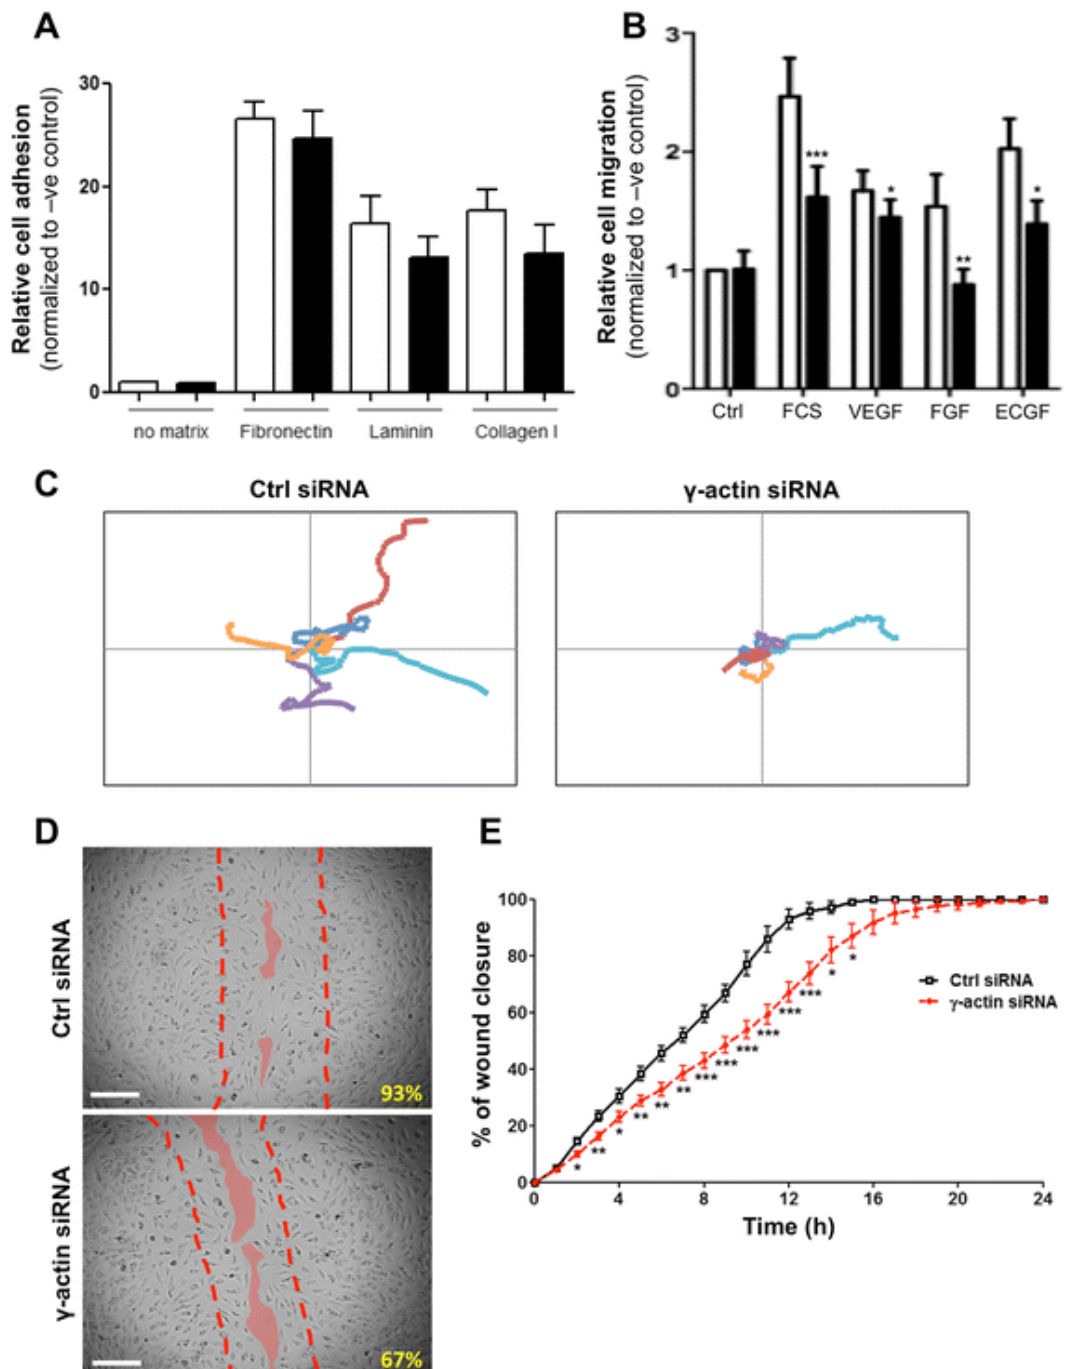 A
Relative cell adhesion
(normalized to –ve control)
30
20
10
0
no matrix
Fibronectin
Laminin
Collagen I
B
Relative cell migration
(normalized to –ve control)
3
2
1
0
***
*
**
*
Ctrl
FCS
VEGF
FGF
ECGF
C
Ctrl siRNA
γ-actin siRNA
D
Ctrl siRNA
93%
γ-actin siRNA
67%
E
% of wound closure
100
80
60
40
20
0
Ctrl siRNA
γ-actin siRNA
*
**
*
**
**
**
***
***
***
***
***
***
*
*
0
4
8
12
16
20
24
Time (h)